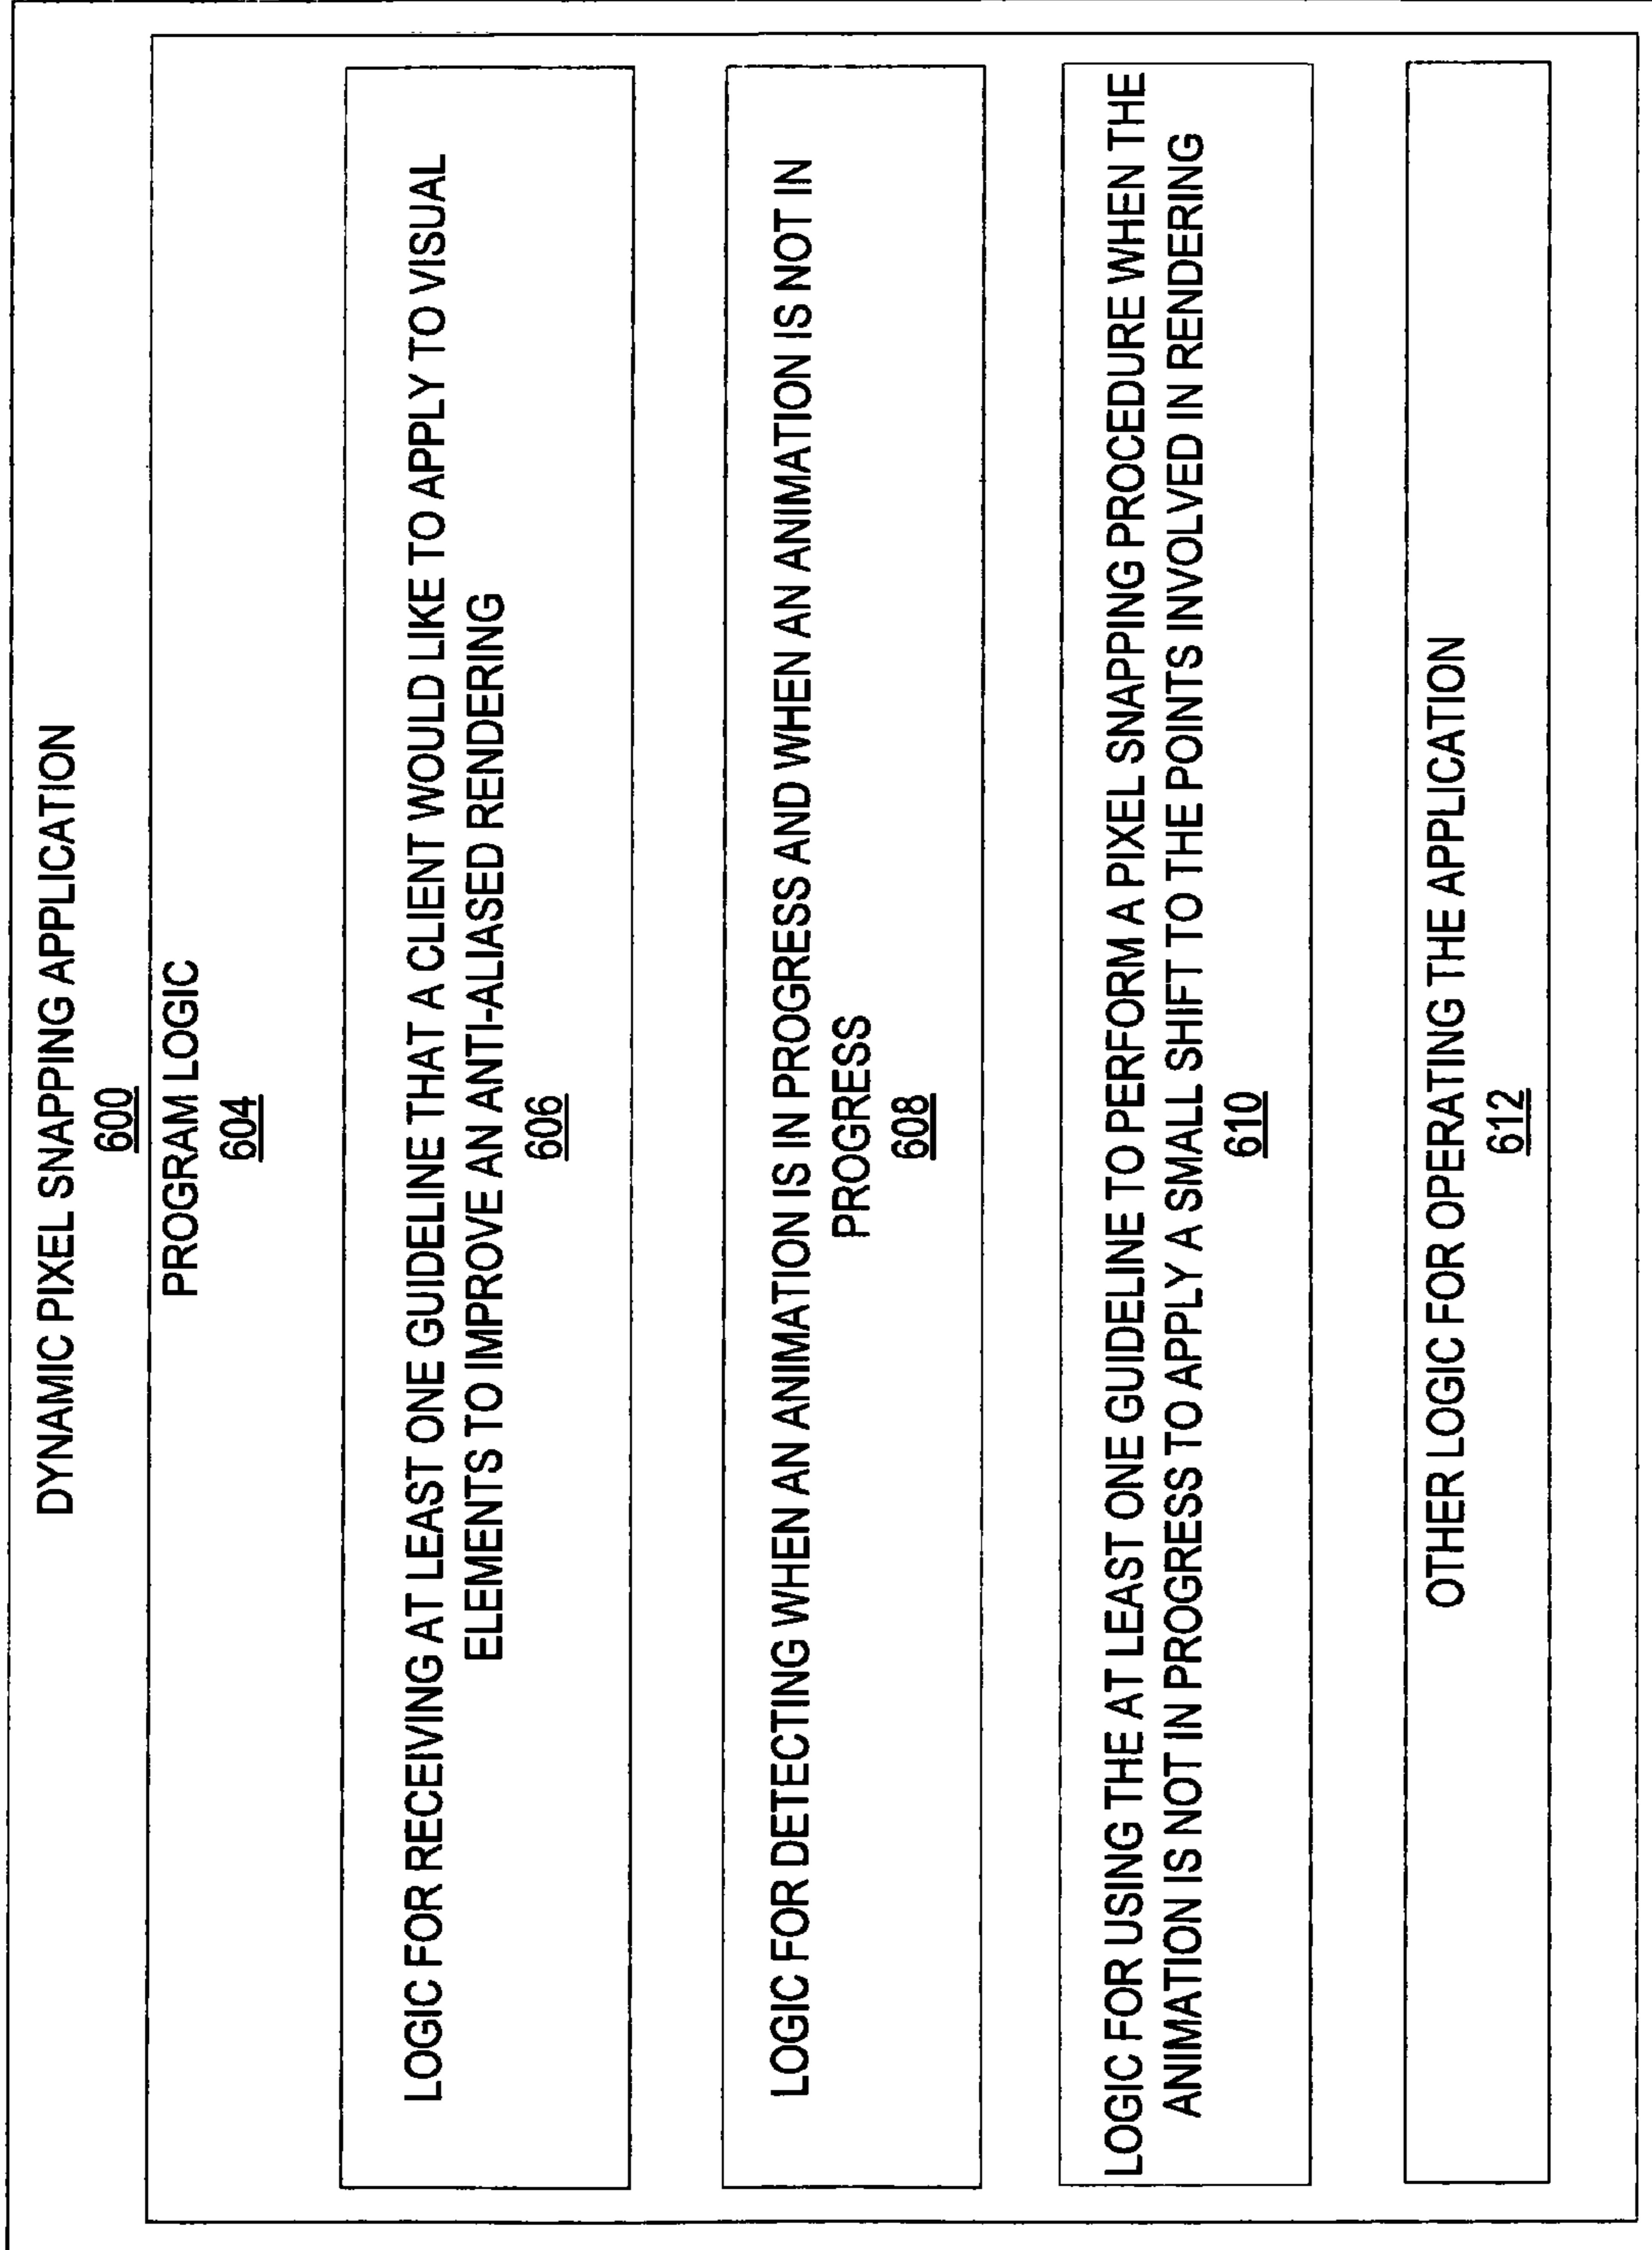 DYNAMIC PIXEL SNAPPING APPLICATION
600
PROGRAM LOGIC
604
LOGIC FOR RECEIVING AT LEAST ONE GUIDELINE THAT A CLIENT WOULD LIKE TO APPLY TO VISUAL
ELEMENTS TO IMPROVE AN ANTI-ALIASED RENDERING
606
LOGIC FOR DETECTING WHEN AN ANIMATION IS IN PROGRESS AND WHEN AN ANIMATION IS NOT IN
PROGRESS
608
LOGIC FOR USING THE AT LEAST ONE GUIDELINE TO PERFORM A PIXEL SNAPPING PROCEDURE WHEN THE
ANIMATION IS NOT IN PROGRESS TO APPLY A SMALL SHIFT TO THE POINTS INVOLVED IN RENDERING
610
OTHER LOGIC FOR OPERATING THE APPLICATION
612